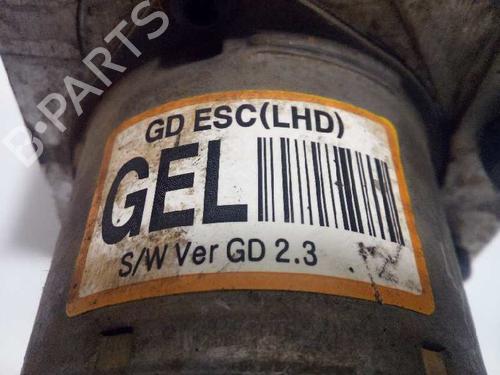 B-PARTS
GD ESC(LHD)
GEL
S/W Ver GD 2.3